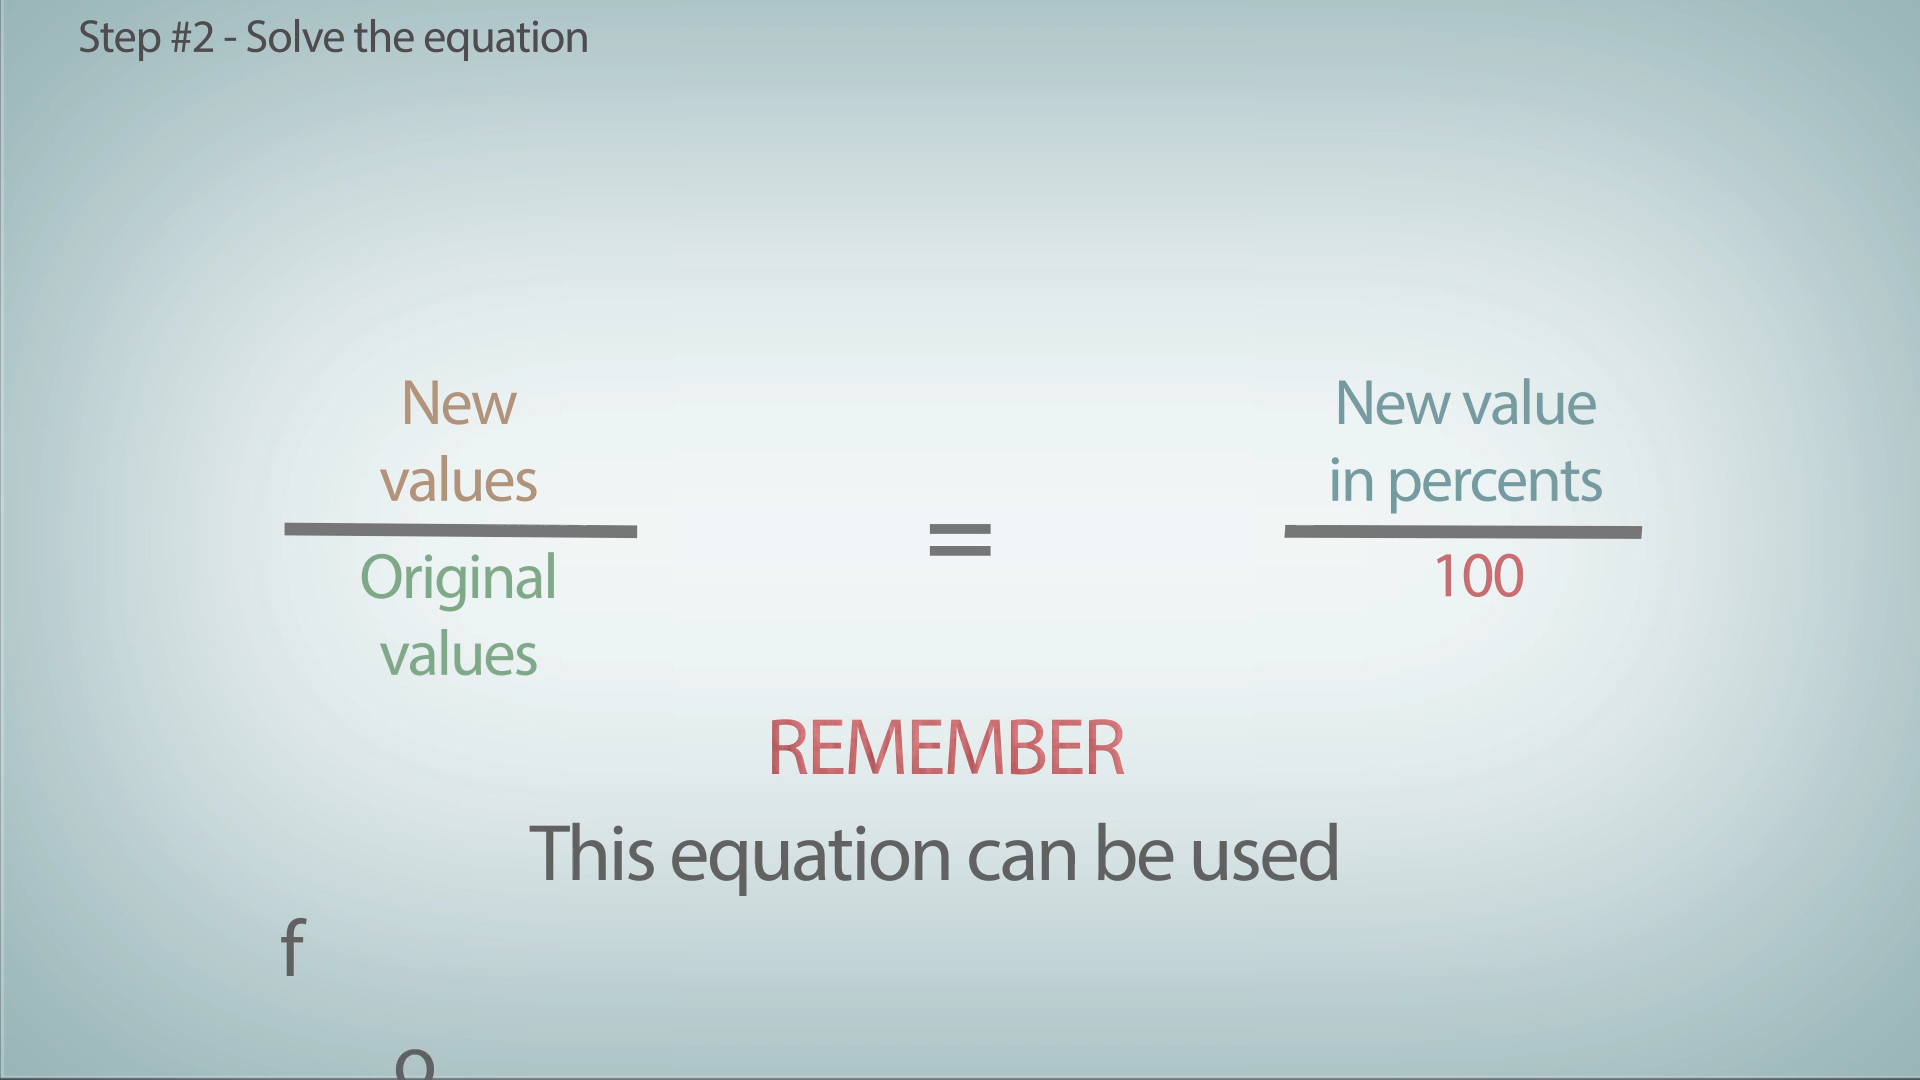 Step #2 - Solve the equation
New
values
Original
values
=
New value
in percents
100
REMEMBER
This equation can be used
f
o